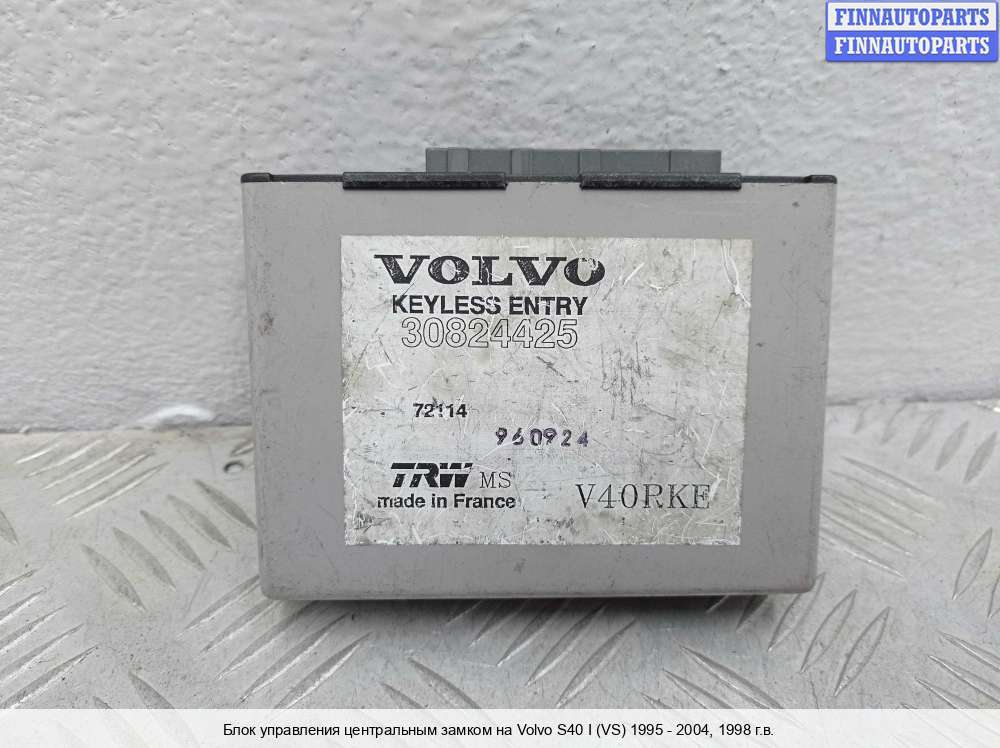 FINNAUTOPARTS
FINNAUTOPARTS
VOLVO
KEYLESS ENTRY
30824425
72114
960924
TRW MS
made in France
V40RKE
Блок управления центральным замком на Volvo S40 I (VS) 1995 - 2004, 1998 г.в.